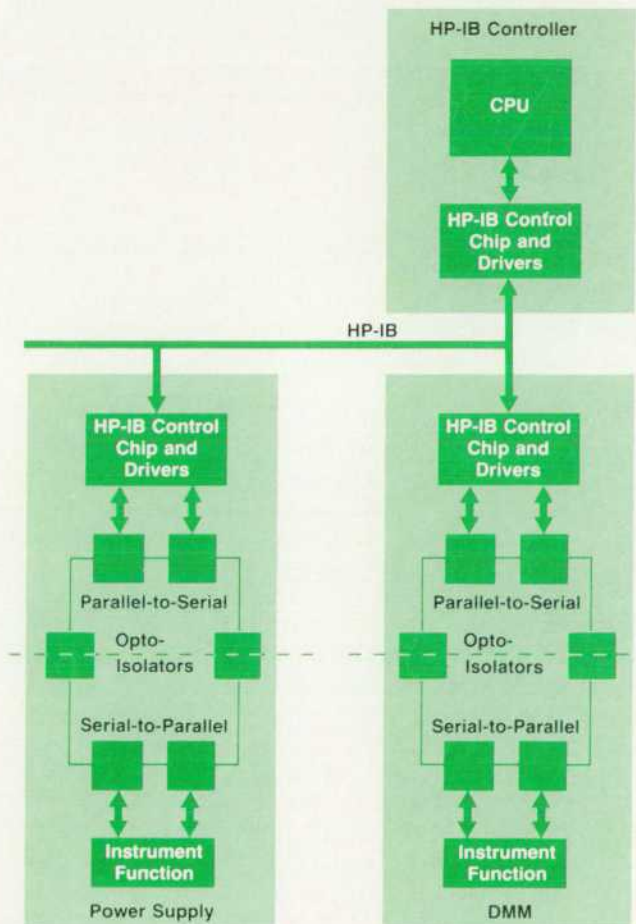 HP-IB Controller
CPU
HP-IB Control
Chip and
Drivers
HP-IB
HP-IB Control
Chip and
Drivers
Parallel-to-Serial
Opto-
Isolators
Serial-to-Parallel
Instrument
Function
Power Supply
HP-IB Control
Chip and
Drivers
Parallel-to-Serial
Opto-
Isolators
Serial-to-Parallel
Instrument
Function
DMM